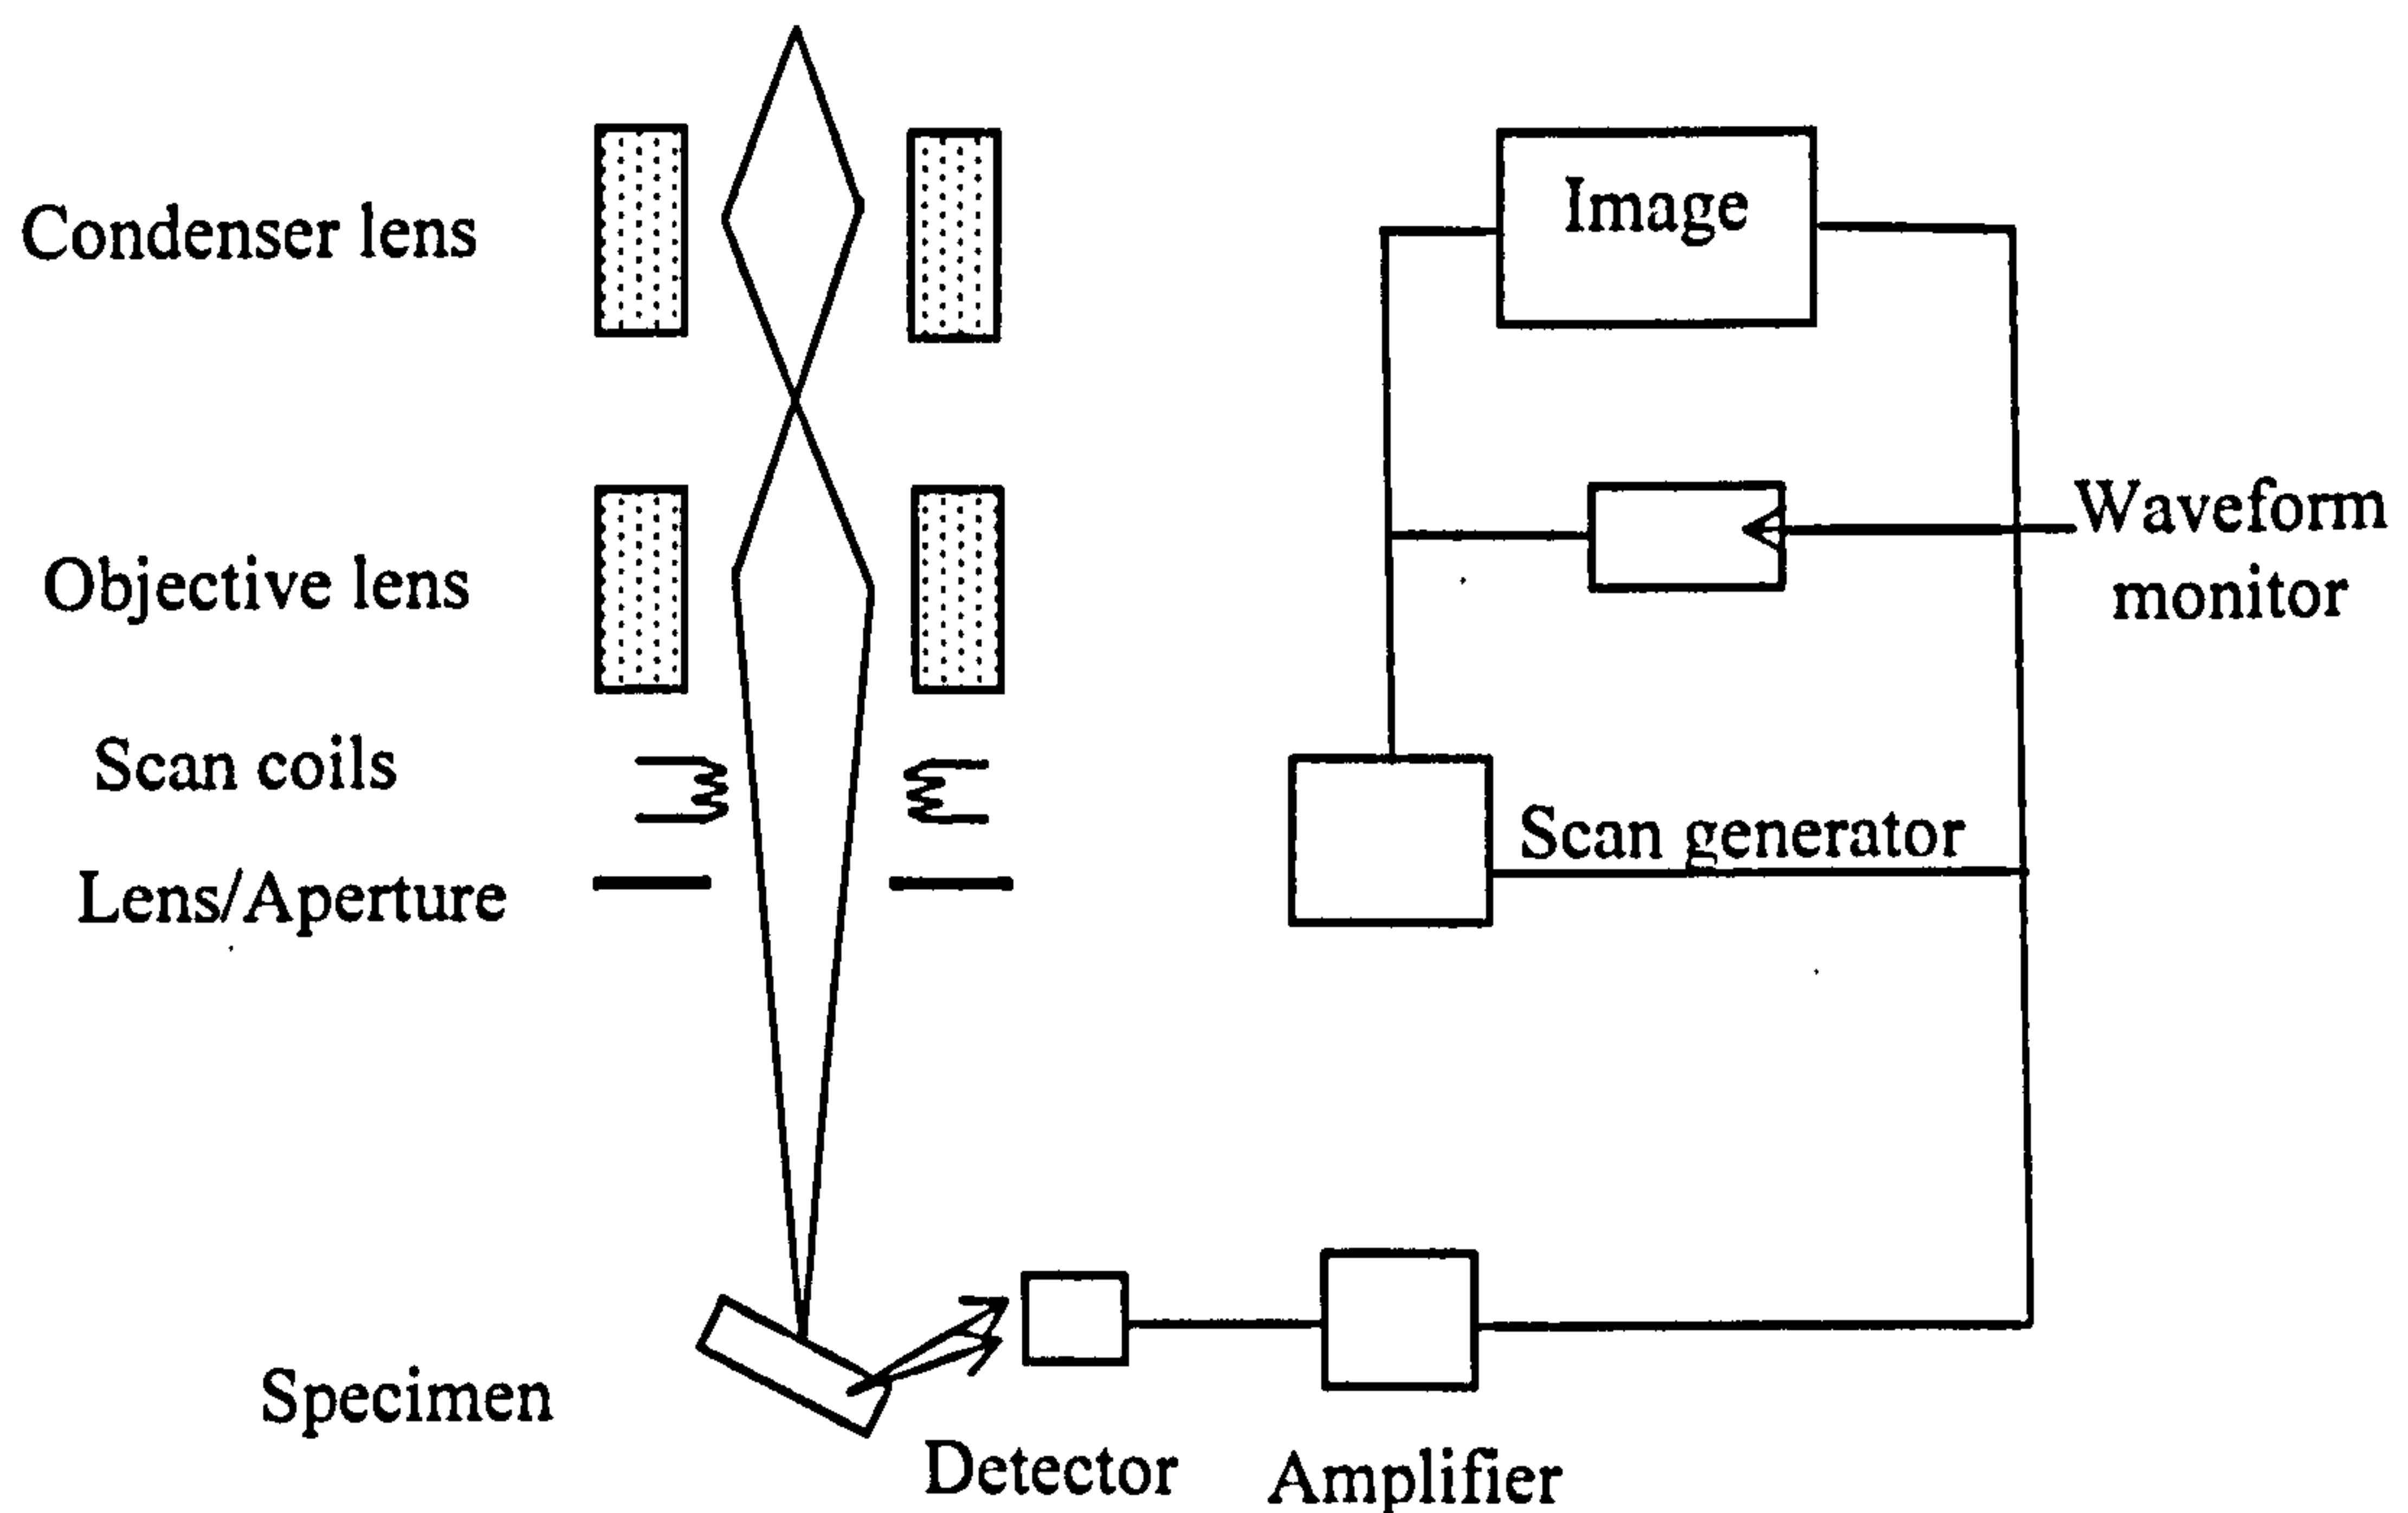 Condenser lens
Image
Objective lens
Waveform
monitor
Scan coils
Scan generator
Lens/Aperture
Specimen
Detector
Amplifier